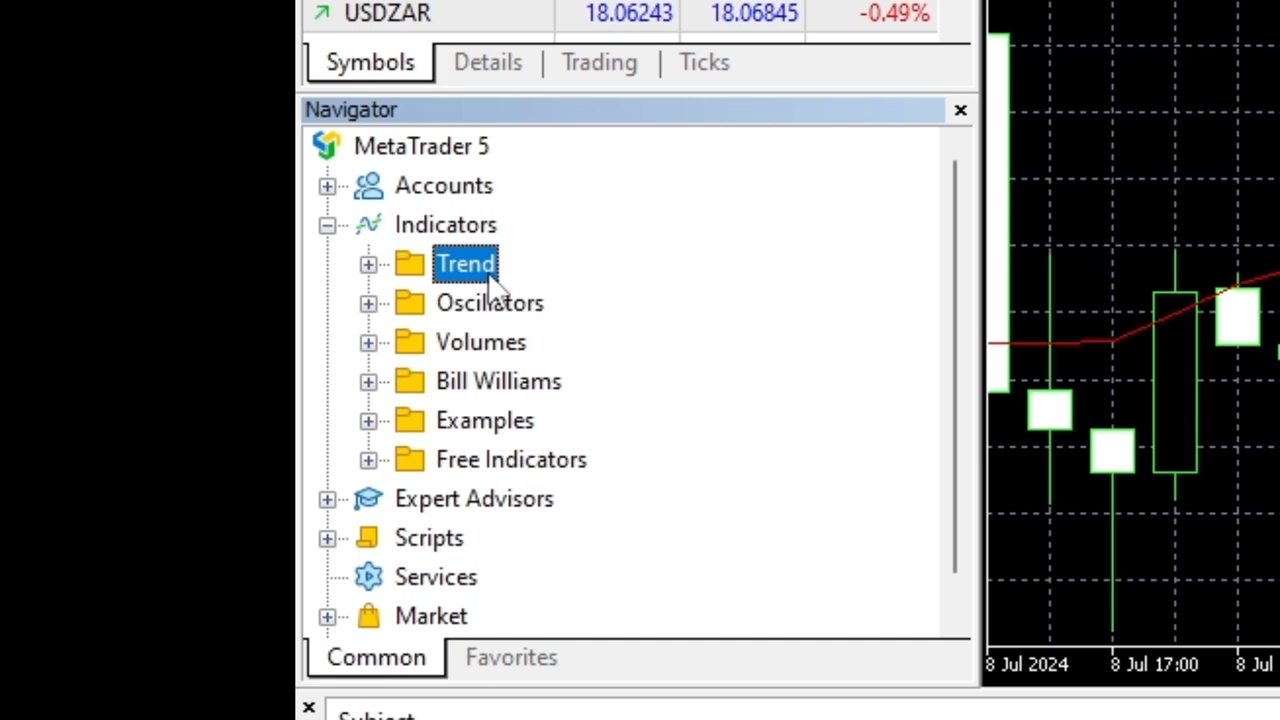 USDZAR 18.06243 18.06845 -0.49%
Symbols Details | Trading | Ticks
Navigator
MetaTrader 5
Accounts
Indicators
Trend
Oscillators
Volumes
Bill Williams
Examples
Free Indicators
Expert Advisors
Scripts
Services
Market
Common Favorites
8 Jul 2024 8 Jul 17:00 8 Jul
Subject